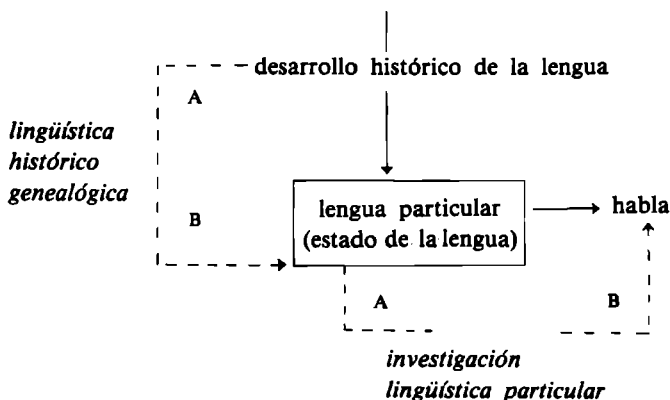 desarrollo histórico de la lengua
A
lingüística
histórico
genealógica
B
lengua particular
(estado de la lengua)
habla
A
B
investigación
lingüística particular